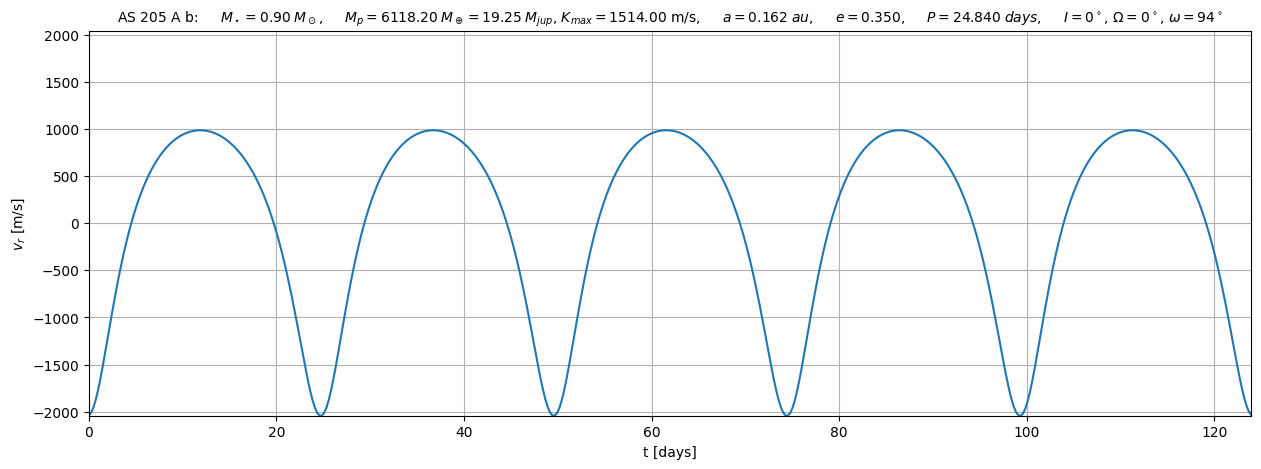 AS 205 A b: M⋆ = 0.90 M⊙, Mp = 6118.20 M⊕ = 19.25 Mjup, Kmax = 1514.00 m/s, a = 0.162 au, e = 0.350, P = 24.840 days, I = 0°, Ω = 0°, ω = 94°
2000
1500
1000
500
0
−500
−1000
−1500
−2000
vr [m/s]
0 20 40 60 80 100 120
t [days]